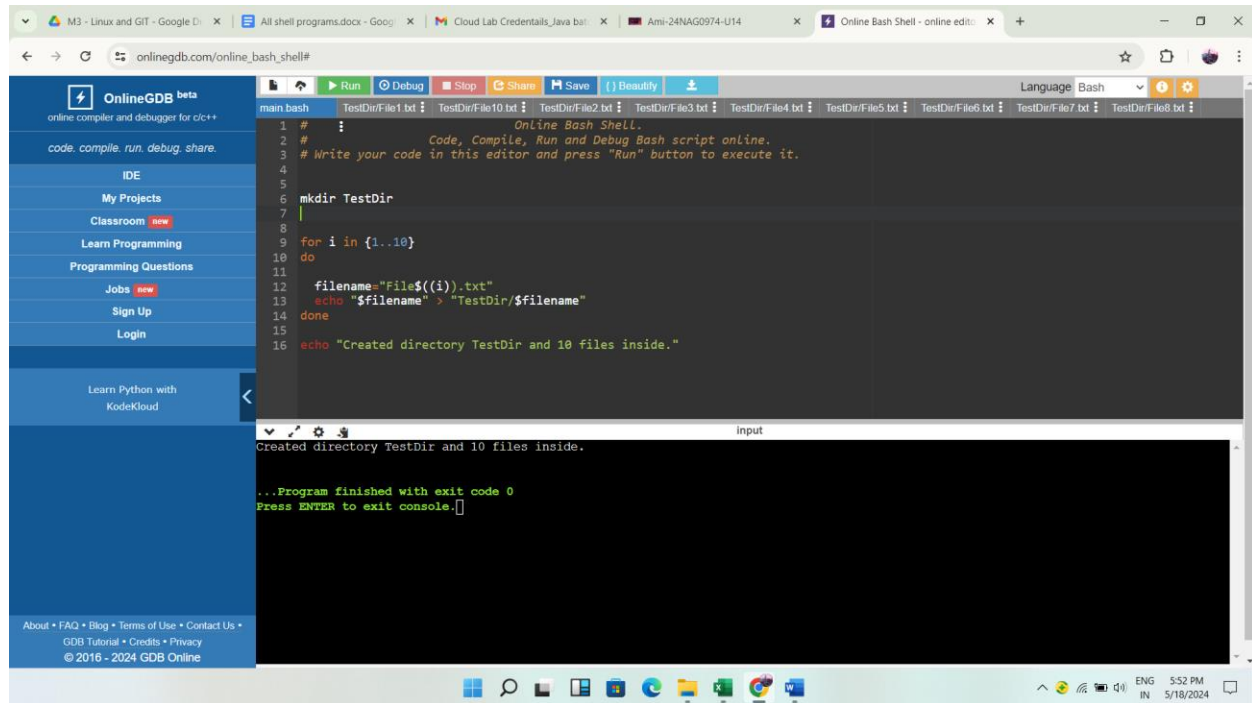 M3 - Linux and GIT - Google Dr
All shell programs.docx - Googl
Cloud Lab Credentails_Java bat
Ami-24NAG0974-U14
Online Bash Shell - online edito
onlinegdb.com/online_bash_shell#
OnlineGDB beta
online compiler and debugger for c/c++
code. compile. run. debug. share.
IDE
My Projects
Classroom new
Learn Programming
Programming Questions
Jobs new
Sign Up
Login
Learn Python with
KodeKloud
About • FAQ • Blog • Terms of Use • Contact Us •
GDB Tutorial • Credits • Privacy
© 2016 - 2024 GDB Online
Run Debug Stop Share Save { } Beautify
Language Bash
main.bash TestDir/File1.txt TestDir/File10.txt TestDir/File2.txt TestDir/File3.txt TestDir/File4.txt TestDir/File5.txt TestDir/File6.txt TestDir/File7.txt TestDir/File8.txt
1 # Online Bash Shell.
2 # Code, Compile, Run and Debug Bash script online.
3 # Write your code in this editor and press "Run" button to execute it.
4
5
6 mkdir TestDir
7
8
9 for i in {1..10}
10 do
11
12 filename="File$((i)).txt"
13 echo "$filename" > "TestDir/$filename"
14 done
15
16 echo "Created directory TestDir and 10 files inside."
input
Created directory TestDir and 10 files inside.
...Program finished with exit code 0
Press ENTER to exit console.
ENG
IN
5:52 PM
5/18/2024